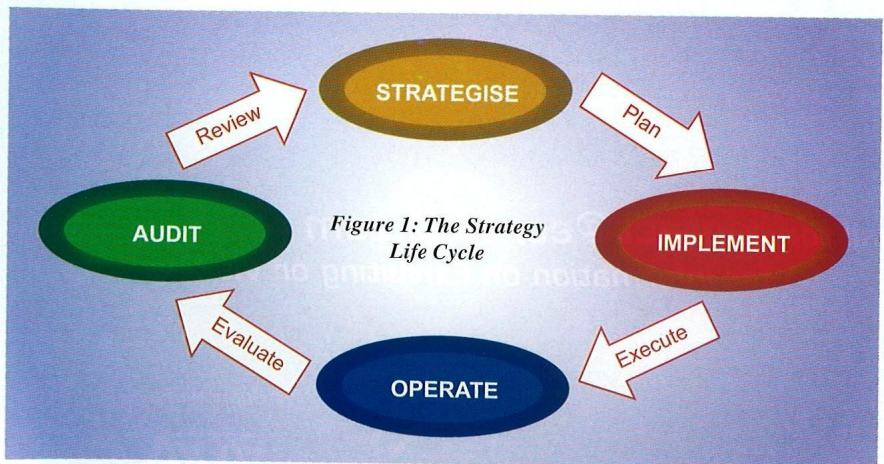 STRATEGISE
Plan
IMPLEMENT
Execute
OPERATE
Evaluate
AUDIT
Review
Figure 1: The Strategy
Life Cycle